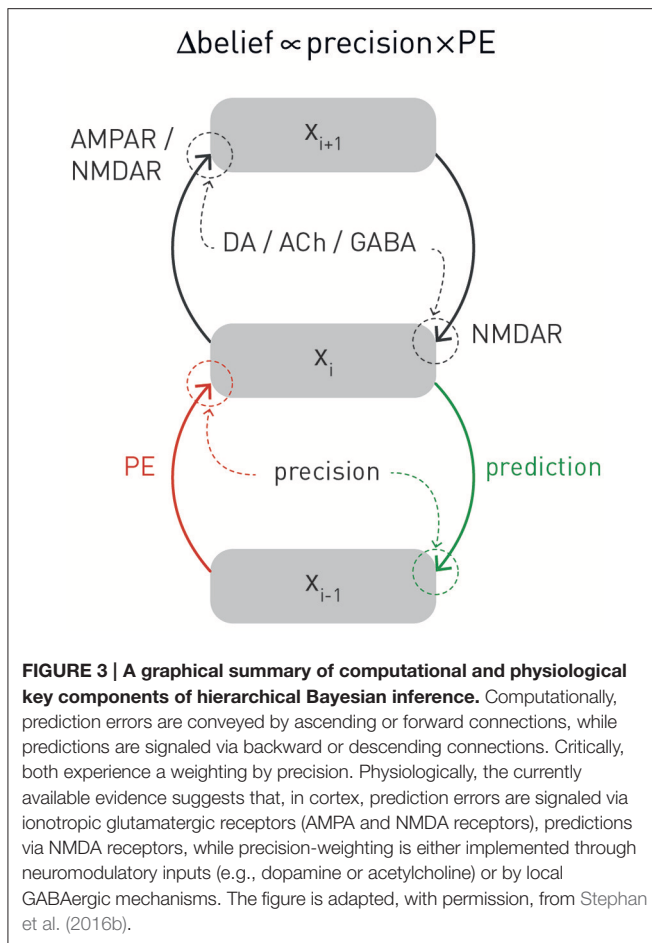 Δbelief ∝ precision×PE
X_{i+1}
AMPAR /
NMDAR
DA / ACh / GABA
NMDAR
X_i
PE
precision
prediction
X_{i-1}
FIGURE 3 | A graphical summary of computational and physiological
key components of hierarchical Bayesian inference. Computationally,
prediction errors are conveyed by ascending or forward connections, while
predictions are signaled via backward or descending connections. Critically,
both experience a weighting by precision. Physiologically, the currently
available evidence suggests that, in cortex, prediction errors are signaled via
ionotropic glutamatergic receptors (AMPA and NMDA receptors), predictions
via NMDA receptors, while precision-weighting is either implemented through
neuromodulatory inputs (e.g., dopamine or acetylcholine) or by local
GABAergic mechanisms. The figure is adapted, with permission, from Stephan
et al. (2016b).